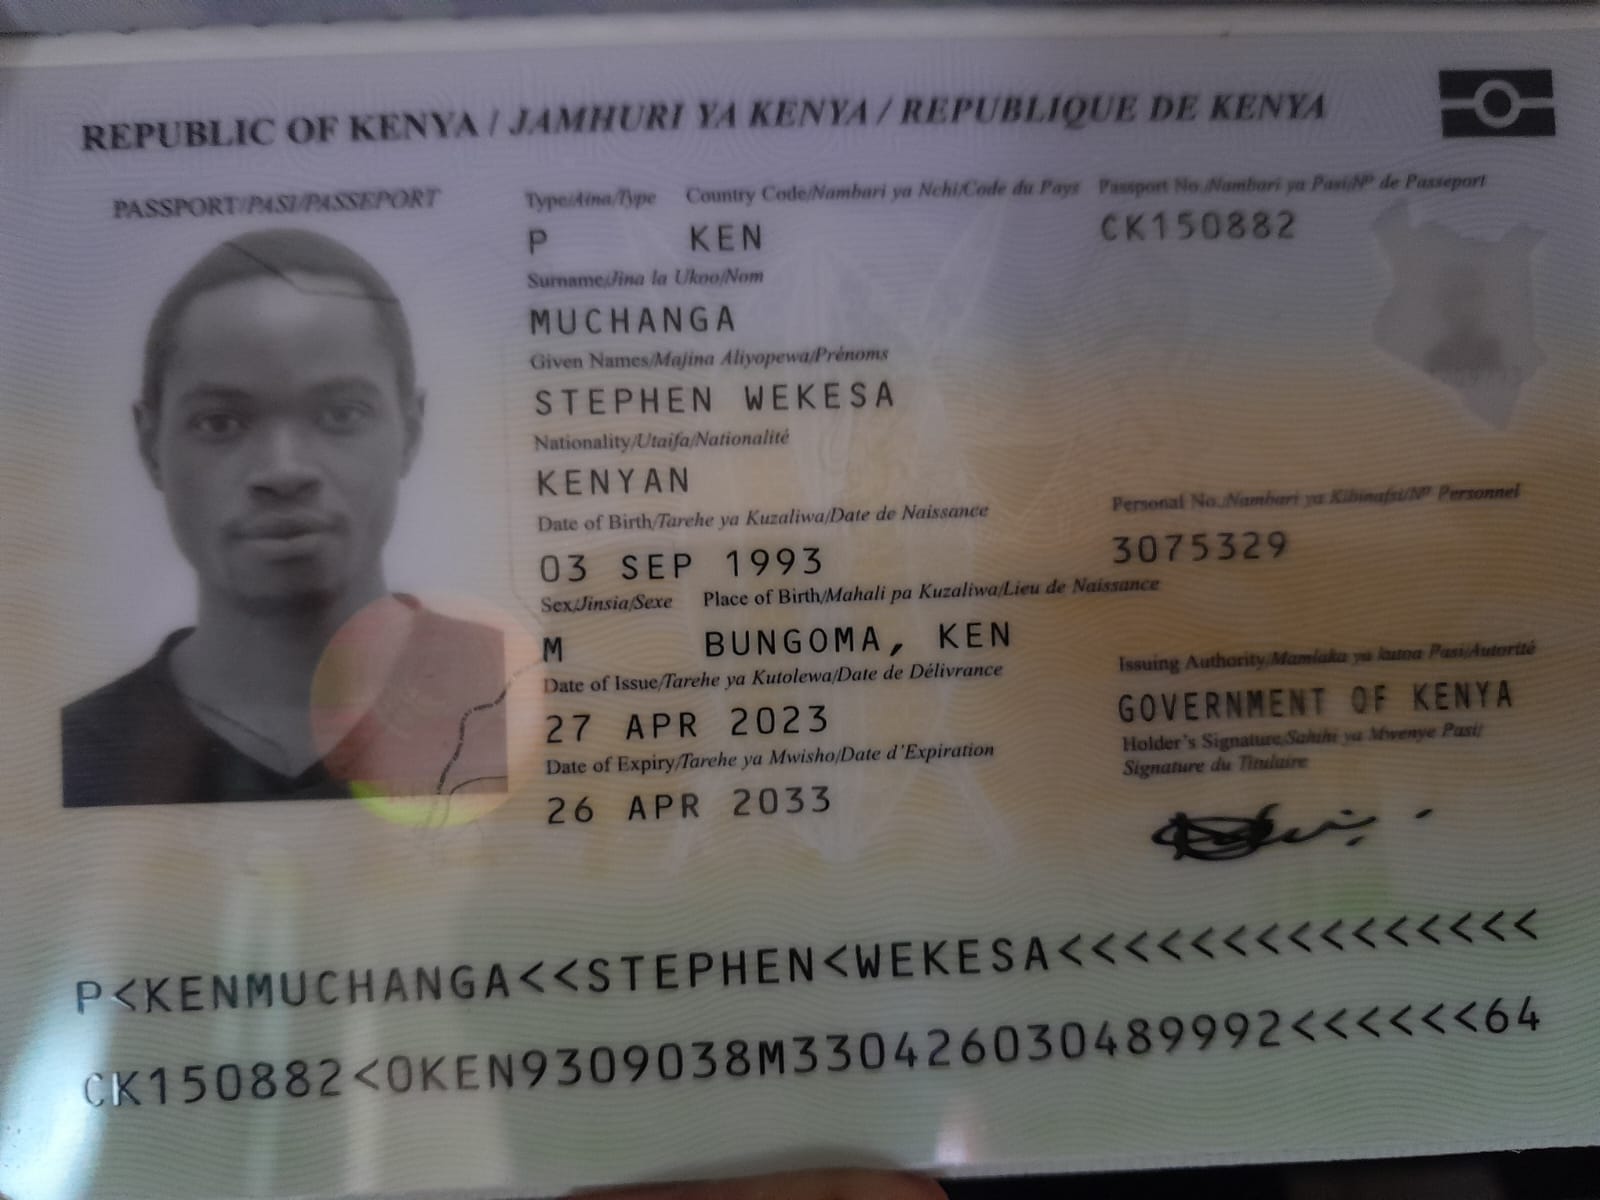 REPUBLIC OF KENYA / JAMHURI YA KENYA / REPUBLIQUE DE KENYA
PASSPORT/PASI/PASSEPORT
Type/Aina/Type Country Code/Nambari ya Nchi/Code du Pays Passport No./Nambari ya Pasi/Nº de Passeport
P KEN CK150882
Surname/Jina la Ukoo/Nom
MUCHANGA
Given Names/Majina Aliyopewa/Prénoms
STEPHEN WEKESA
Nationality/Utaifa/Nationalité
KENYAN
Personal No./Nambari ya Kibinafsi/Nº Personnel
3075329
Date of Birth/Tarehe ya Kuzaliwa/Date de Naissance
03 SEP 1993
Sex/Jinsia/Sexe Place of Birth/Mahali pa Kuzaliwa/Lieu de Naissance
M BUNGOMA, KEN
Issuing Authority/Mamlaka ya kutoa Pasi/Autorité
GOVERNMENT OF KENYA
Date of Issue/Tarehe ya Kutolewa/Date de Délivrance
27 APR 2023
Date of Expiry/Tarehe ya Mwisho/Date d'Expiration
26 APR 2033
Holder's Signature/Sahihi ya Mwenye Pasi/
Signature du Titulaire
P<KENMUCHANGA<<STEPHEN<WEKESA<<<<<<<<<<<<<<<
CK150882<0KEN9309038M330426030489992<<<<<<64